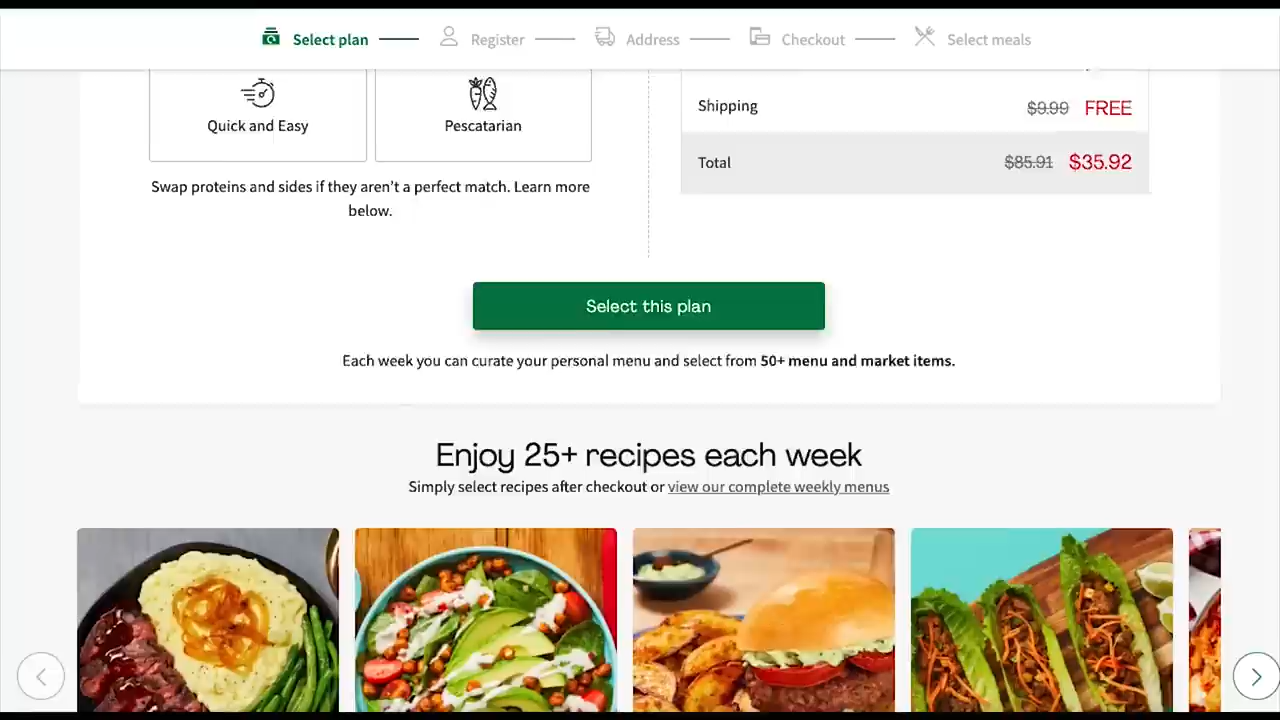 Select plan
Register
Address
Checkout
Select meals
Quick and Easy
Pescatarian
Swap proteins and sides if they aren't a perfect match. Learn more
below.
Shipping
$9.99 FREE
Total
$85.91 $35.92
Select this plan
Each week you can curate your personal menu and select from 50+ menu and market items.
Enjoy 25+ recipes each week
Simply select recipes after checkout or view our complete weekly menus